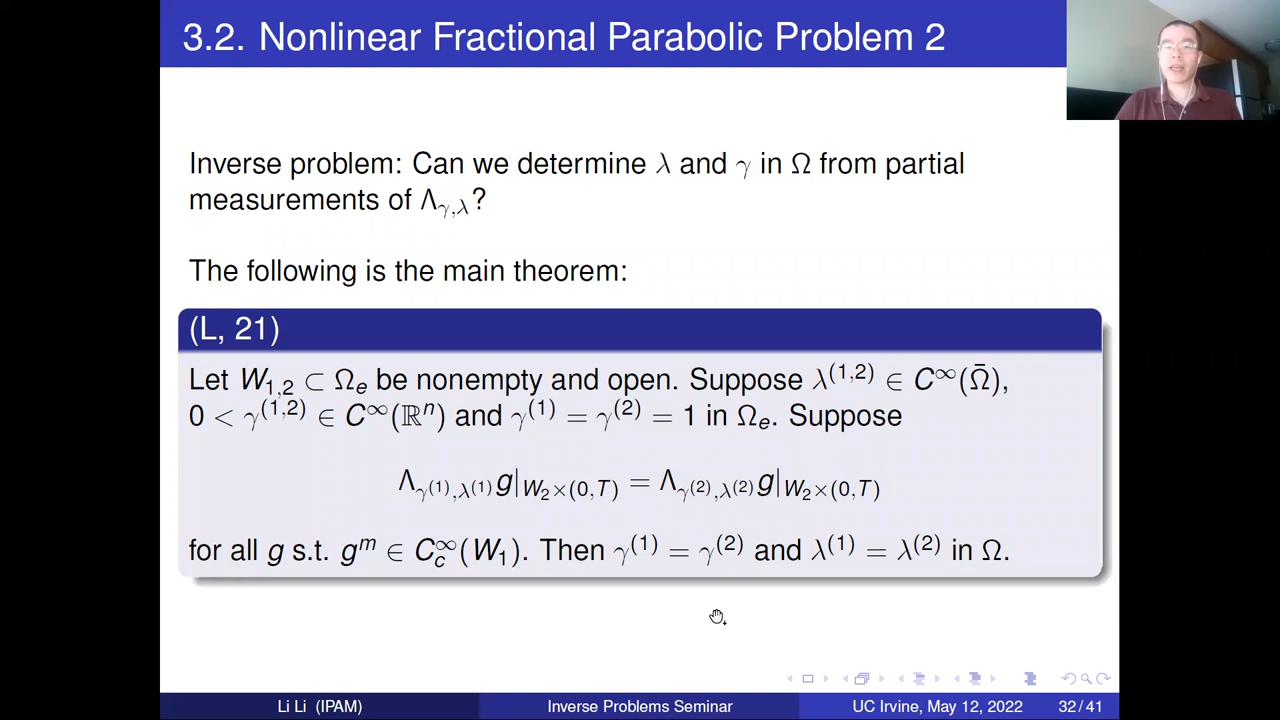 3.2. Nonlinear Fractional Parabolic Problem 2
Inverse problem: Can we determine λ and γ in Ω from partial
measurements of Λ_{γ,λ}?
The following is the main theorem:
(L, 21)
Let W_{1,2} ⊂ Ω_e be nonempty and open. Suppose λ^{(1,2)} ∈ C^∞(Ω̄),
0 < γ^{(1,2)} ∈ C^∞(ℝ^n) and γ^{(1)} = γ^{(2)} = 1 in Ω_e. Suppose
Λ_{γ^{(1)},λ^{(1)}} g|_{W_2×(0,T)} = Λ_{γ^{(2)},λ^{(2)}} g|_{W_2×(0,T)}
for all g s.t. g^m ∈ C_c^∞(W_1). Then γ^{(1)} = γ^{(2)} and λ^{(1)} = λ^{(2)} in Ω.
Li Li (IPAM)
Inverse Problems Seminar
UC Irvine, May 12, 2022
32 / 41